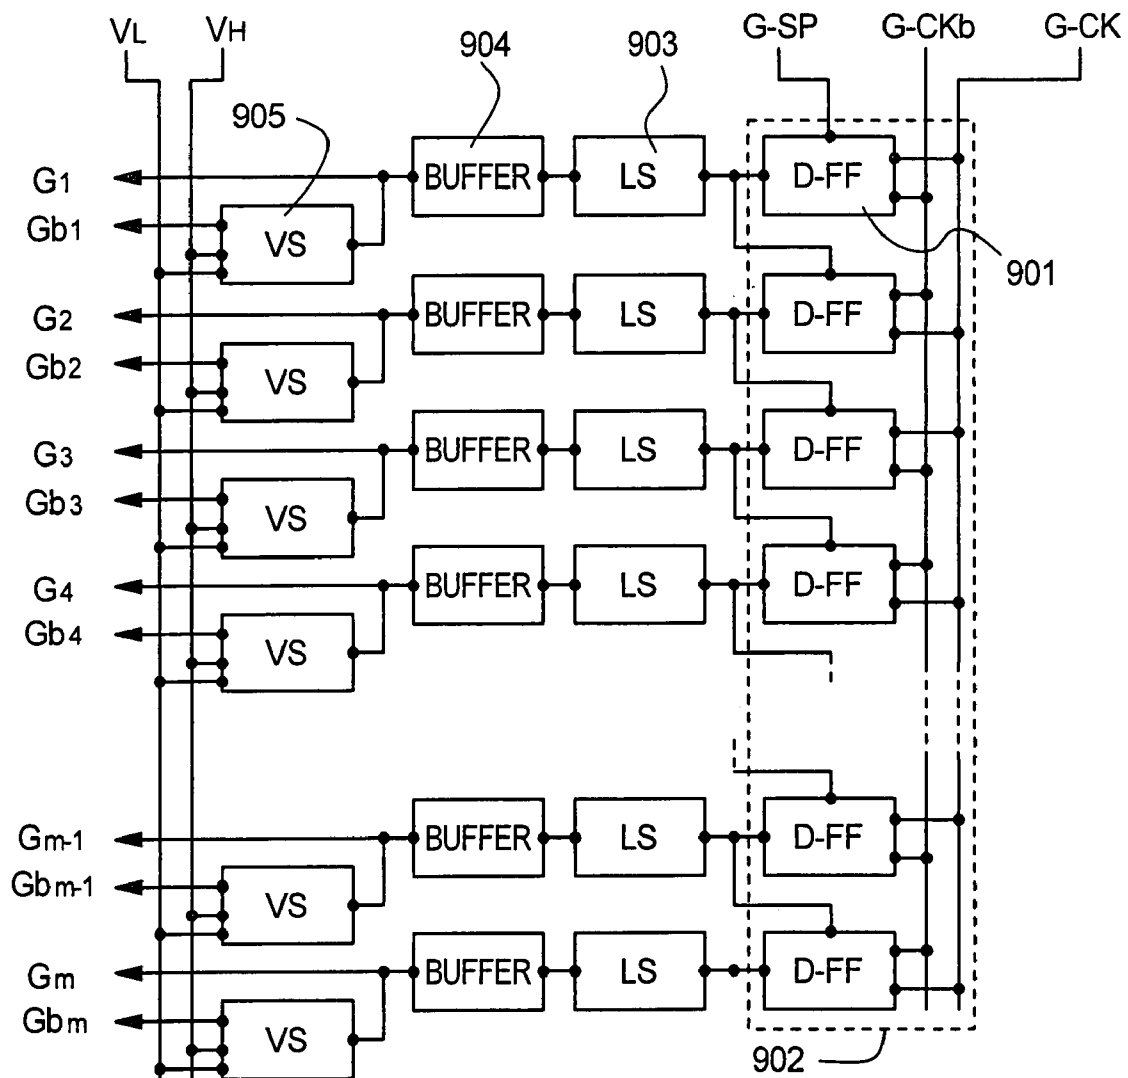 VL VH 904 903 G-SP G-CKb G-CK
905
G1 BUFFER LS D-FF
Gb1 VS
901
G2 BUFFER LS D-FF
Gb2 VS
G3 BUFFER LS D-FF
Gb3 VS
G4 BUFFER LS D-FF
Gb4 VS
Gm-1 BUFFER LS D-FF
Gbm-1 VS
Gm BUFFER LS D-FF
Gbm VS
902